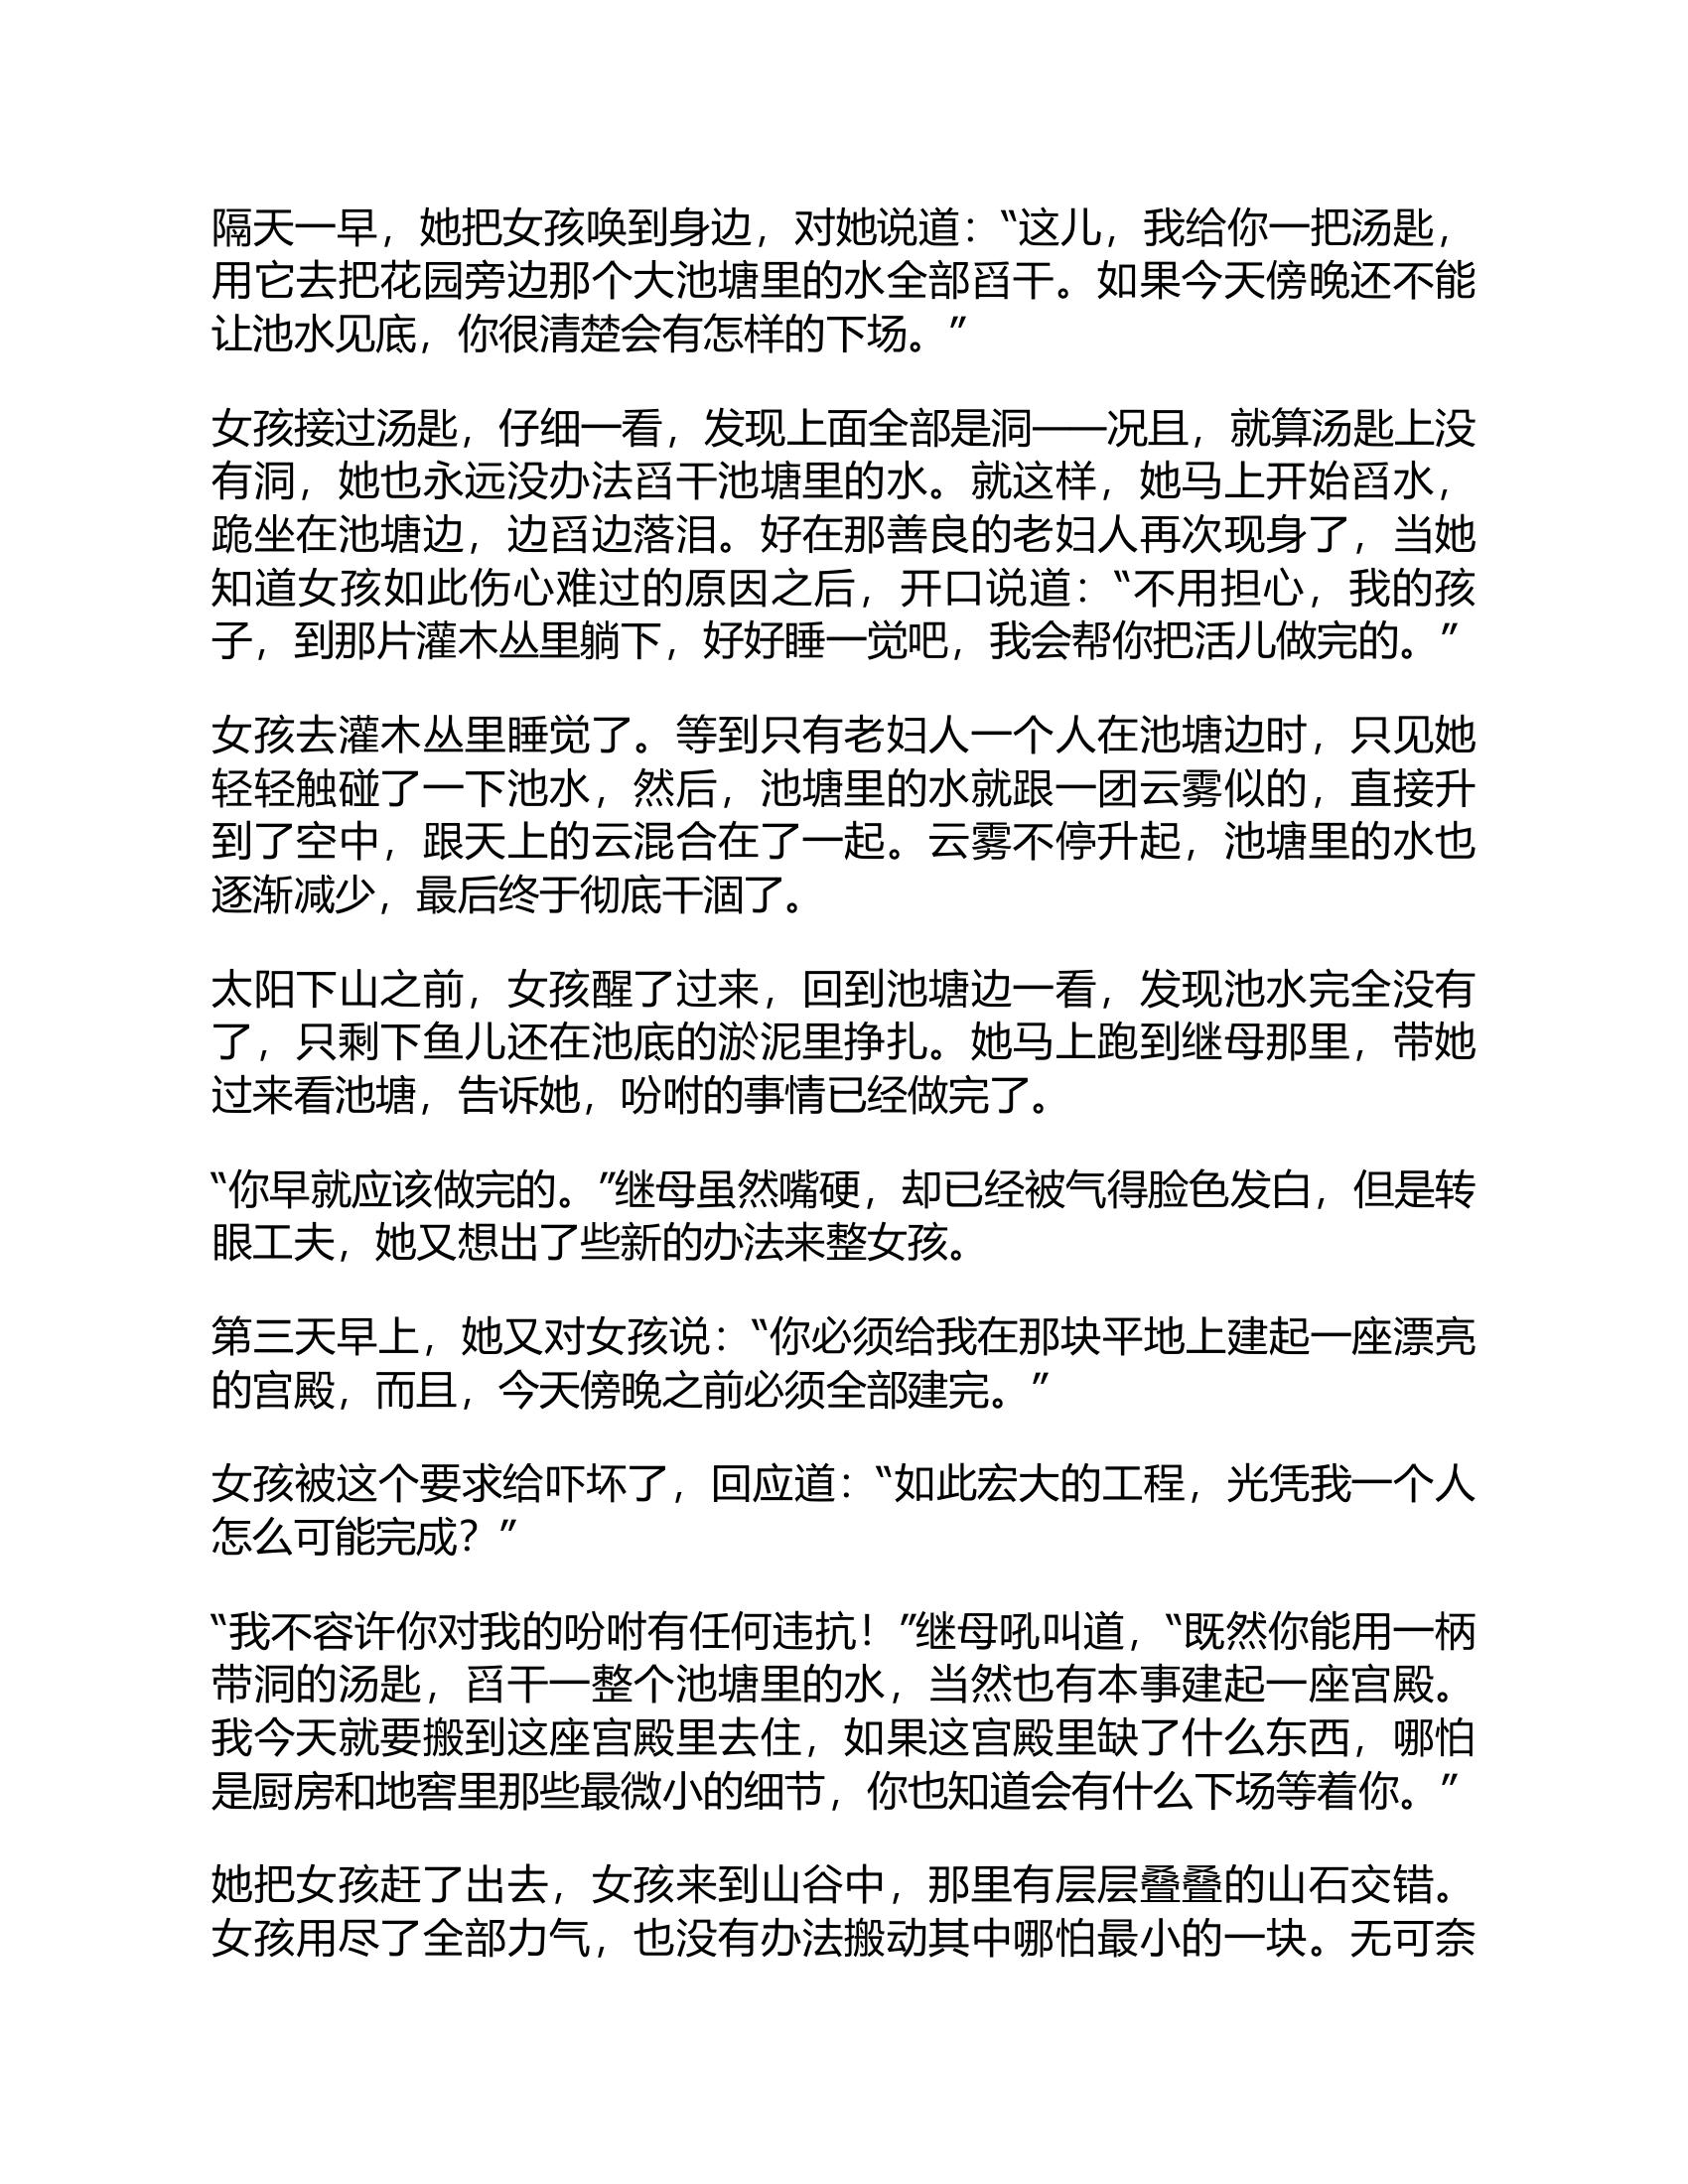 隔天一早，她把女孩唤到身边，对她说道：“这儿，我给你一把汤匙，
用它去把花园旁边那个大池塘里的水全部舀干。如果今天傍晚还不能
让池水见底，你很清楚会有怎样的下场。”
女孩接过汤匙，仔细一看，发现上面全部是洞——况且，就算汤匙上没
有洞，她也永远没办法舀干池塘里的水。就这样，她马上开始舀水，
跪坐在池塘边，边舀边落泪。好在那善良的老妇人再次现身了，当她
知道女孩如此伤心难过的原因之后，开口说道：“不用担心，我的孩
子，到那片灌木丛里躺下，好好睡一觉吧，我会帮你把活儿做完的。”
女孩去灌木丛里睡觉了。等到只有老妇人一个人在池塘边时，只见她
轻轻触碰了一下池水，然后，池塘里的水就跟一团云雾似的，直接升
到了空中，跟天上的云混合在了一起。云雾不停升起，池塘里的水也
逐渐减少，最后终于彻底干涸了。
太阳下山之前，女孩醒了过来，回到池塘边一看，发现池水完全没有
了，只剩下鱼儿还在池底的淤泥里挣扎。她马上跑到继母那里，带她
过来看池塘，告诉她，吩咐的事情已经做完了。
“你早就应该做完的。”继母虽然嘴硬，却已经被气得脸色发白，但是转
眼工夫，她又想出了些新的办法来整女孩。
第三天早上，她又对女孩说：“你必须给我在那块平地上建起一座漂亮
的宫殿，而且，今天傍晚之前必须全部建完。”
女孩被这个要求给吓坏了，回应道：“如此宏大的工程，光凭我一个人
怎么可能完成？”
“我不容许你对我的吩咐有任何违抗！”继母吼叫道，“既然你能用一柄
带洞的汤匙，舀干一整个池塘里的水，当然也有本事建起一座宫殿。
我今天就要搬到这座宫殿里去住，如果这宫殿里缺了什么东西，哪怕
是厨房和地窖里那些最微小的细节，你也知道会有什么下场等着你。”
她把女孩赶了出去，女孩来到山谷中，那里有层层叠叠的山石交错。
女孩用尽了全部力气，也没有办法搬动其中哪怕最小的一块。无可奈